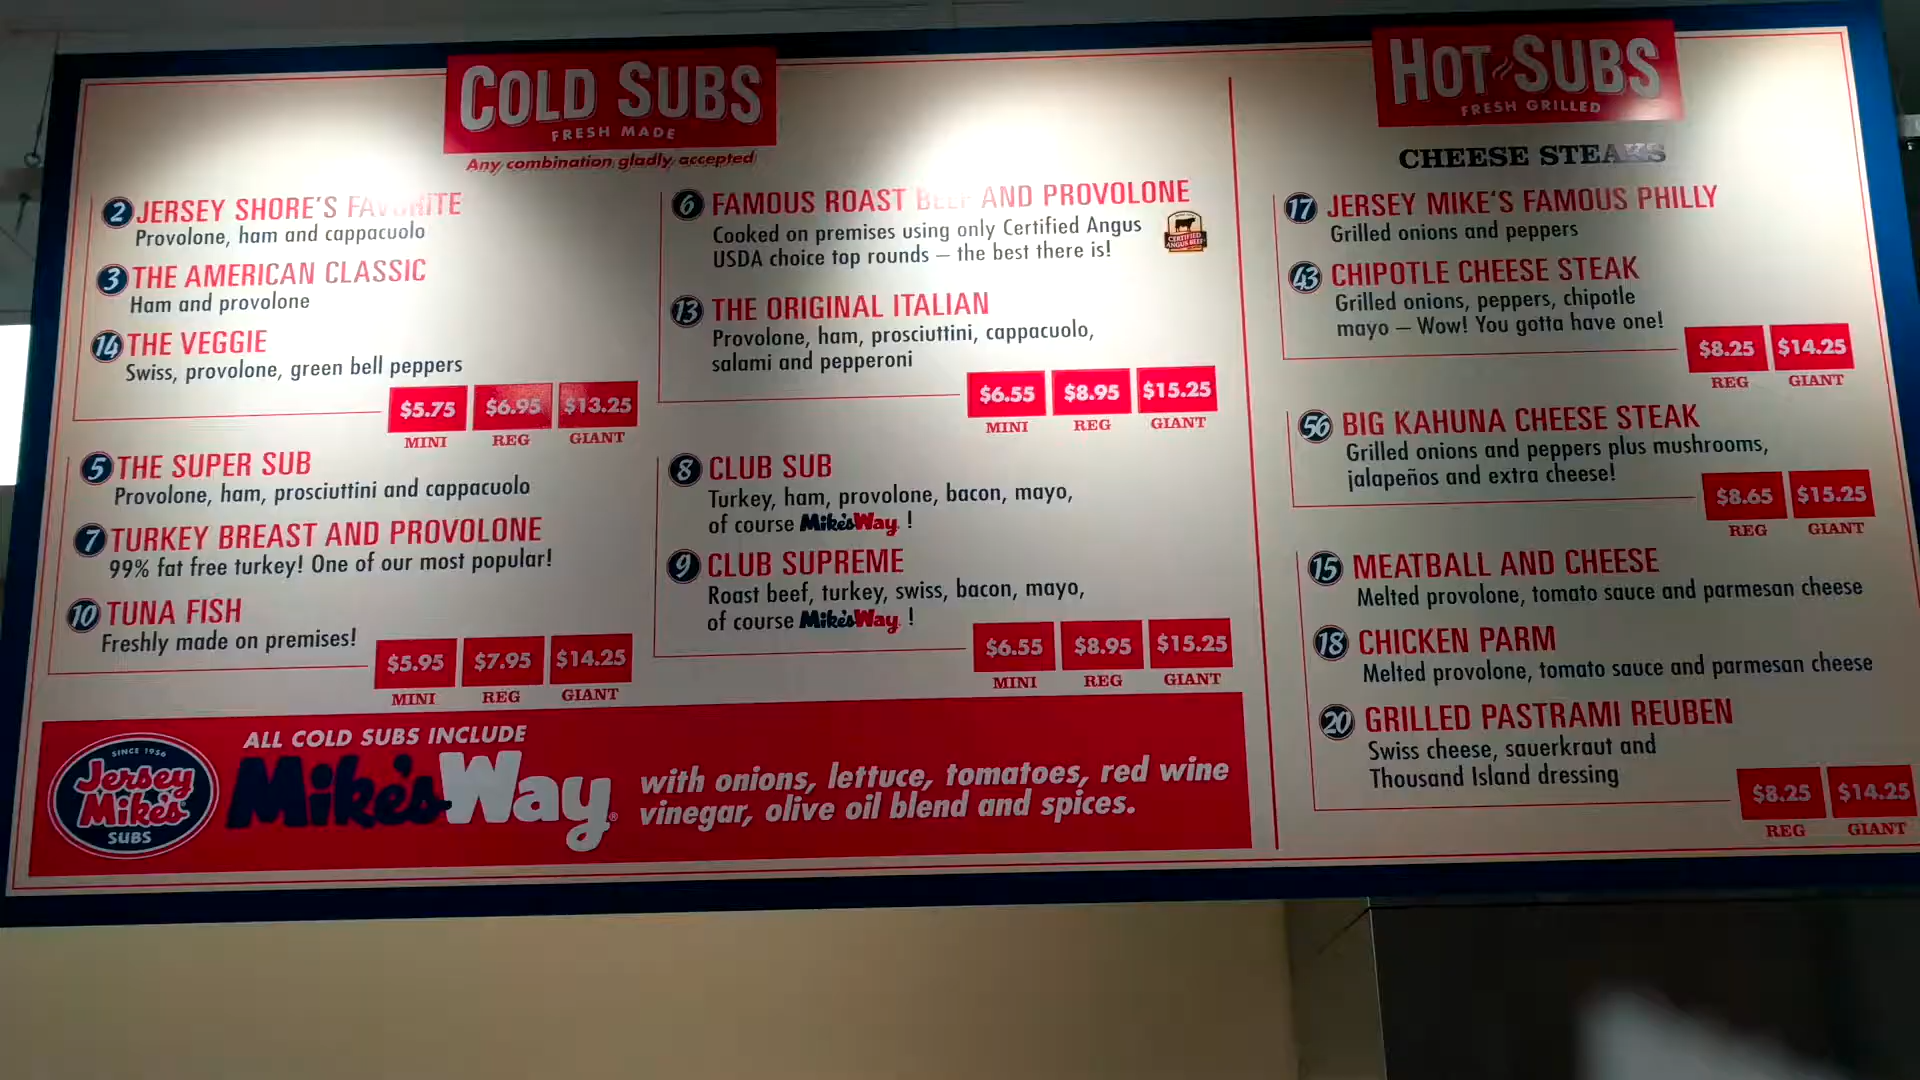 COLD SUBS
FRESH MADE
Any combination gladly accepted
2 JERSEY SHORE'S FAVORITE
Provolone, ham and cappacuolo
3 THE AMERICAN CLASSIC
Ham and provolone
14 THE VEGGIE
Swiss, provolone, green bell peppers
$5.75 $6.95 $13.25
MINI REG GIANT
5 THE SUPER SUB
Provolone, ham, prosciuttini and cappacuolo
7 TURKEY BREAST AND PROVOLONE
99% fat free turkey! One of our most popular!
10 TUNA FISH
Freshly made on premises!
$5.95 $7.95 $14.25
MINI REG GIANT
6 FAMOUS ROAST BEEF AND PROVOLONE
Cooked on premises using only Certified Angus
USDA choice top rounds – the best there is!
CERTIFIED
ANGUS BEEF
13 THE ORIGINAL ITALIAN
Provolone, ham, prosciuttini, cappacuolo,
salami and pepperoni
$6.55 $8.95 $15.25
MINI REG GIANT
8 CLUB SUB
Turkey, ham, provolone, bacon, mayo,
of course Mike's Way !
9 CLUB SUPREME
Roast beef, turkey, swiss, bacon, mayo,
of course Mike's Way !
$6.55 $8.95 $15.25
MINI REG GIANT
SINCE 1956
Jersey
Mike's
SUBS
ALL COLD SUBS INCLUDE
Mike's Way®
with onions, lettuce, tomatoes, red wine
vinegar, olive oil blend and spices.
HOT SUBS
FRESH GRILLED
CHEESE STEAKS
17 JERSEY MIKE'S FAMOUS PHILLY
Grilled onions and peppers
43 CHIPOTLE CHEESE STEAK
Grilled onions, peppers, chipotle
mayo – Wow! You gotta have one!
$8.25 $14.25
REG GIANT
56 BIG KAHUNA CHEESE STEAK
Grilled onions and peppers plus mushrooms,
jalapeños and extra cheese!
$8.65 $15.25
REG GIANT
15 MEATBALL AND CHEESE
Melted provolone, tomato sauce and parmesan cheese
18 CHICKEN PARM
Melted provolone, tomato sauce and parmesan cheese
20 GRILLED PASTRAMI REUBEN
Swiss cheese, sauerkraut and
Thousand Island dressing
$8.25 $14.25
REG GIANT